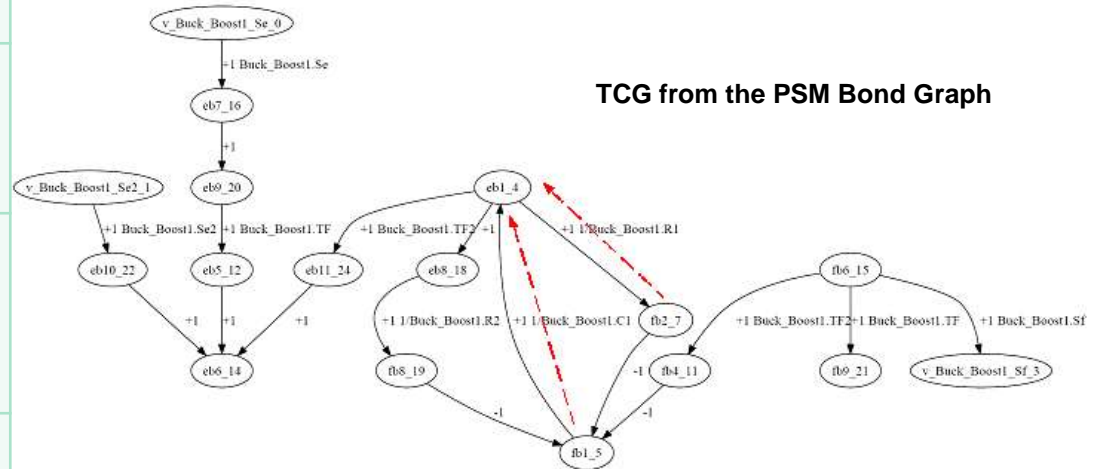 v_Buck_Boost1_Se_0
+1 Buck_Boost1.Se
TCG from the PSM Bond Graph
eb7_16
+1
v_Buck_Boost1_Se2_1
eb9_20
eb1_4
+1 Buck_Boost1.Se2
+1 Buck_Boost1.TF
+1 Buck_Boost1.TF2
+1
+1 1/Buck_Boost1.R1
eb10_22
eb5_12
eb11_24
eb8_18
fb6_15
+1
+1
+1
+1 1/Buck_Boost1.R2
+1 1/Buck_Boost1.C1
fb2_7
+1 Buck_Boost1.TF2
+1 Buck_Boost1.TF
+1 Buck_Boost1.Sf
eb6_14
fb8_19
-1
fb4_11
fb9_21
v_Buck_Boost1_Sf_3
-1
-1
fb1_5